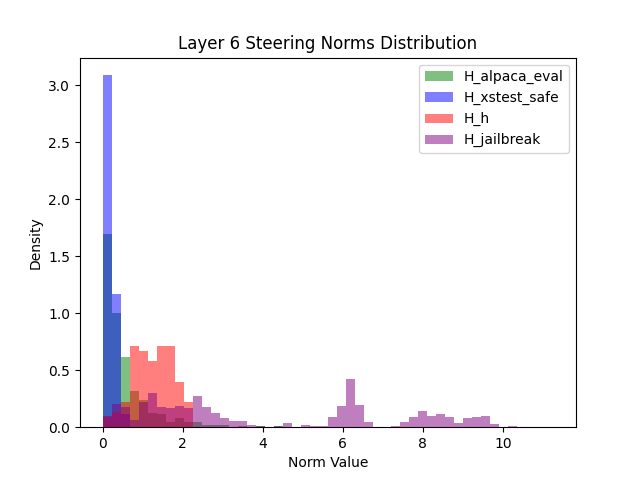 Layer 6 Steering Norms Distribution
H_alpaca_eval
H_xstest_safe
H_h
H_jailbreak
3.0
2.5
2.0
1.5
1.0
0.5
0.0
Density
0 2 4 6 8 10
Norm Value